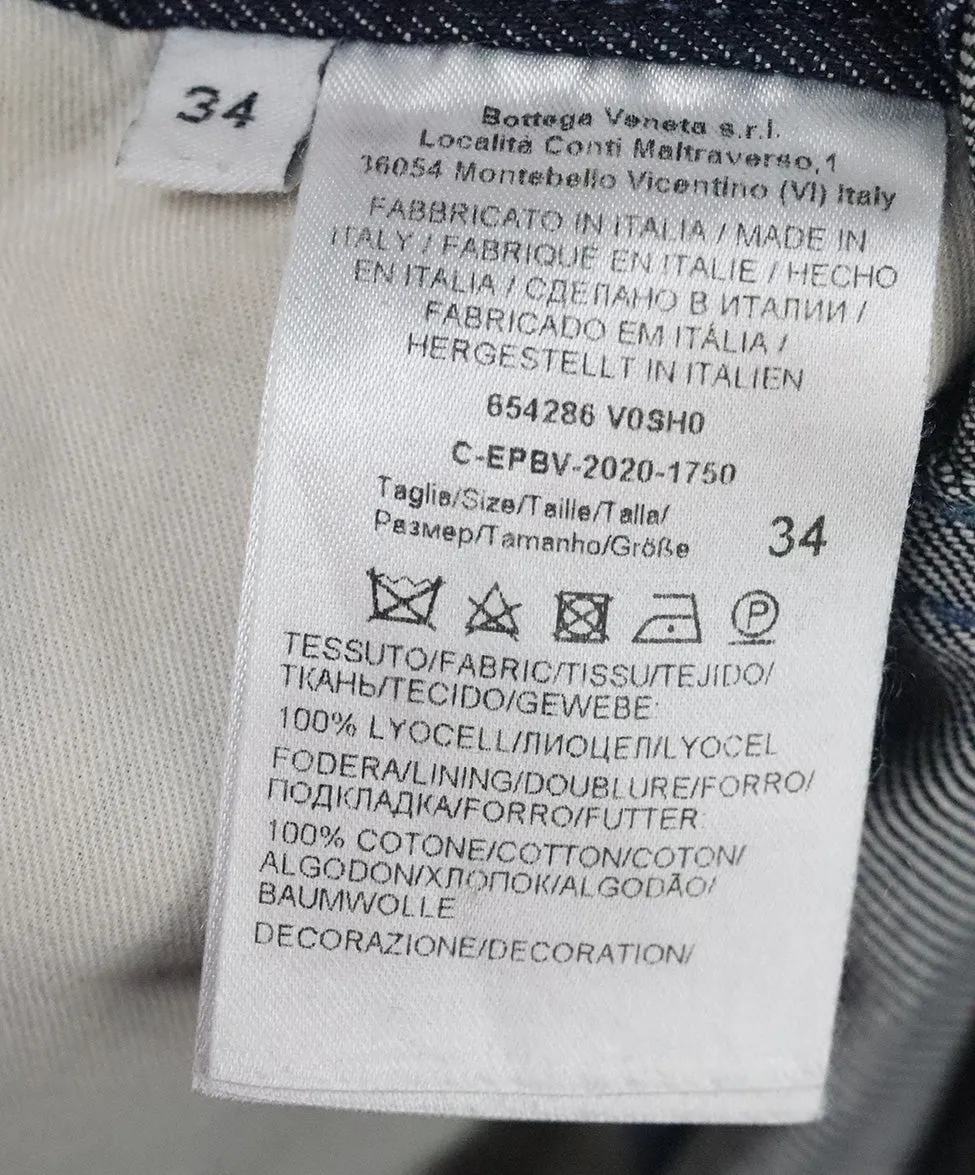 34
Bottega Veneta s.r.l.
Località Conti Maltraverso,1
36054 Montebello Vicentino (VI) Italy
FABBRICATO IN ITALIA / MADE IN
ITALY / FABRIQUÉ EN ITALIE / HECHO
EN ITALIA / СДЕЛАНО В ИТАЛИИ /
FABRICADO EM ITÁLIA /
HERGESTELLT IN ITALIEN
654286 V0SH0
C-EPBV-2020-1750
Taglia/Size/Taille/Talla/
Размер/Tamanho/Größe 34
P
TESSUTO/FABRIC/TISSU/TEJIDO/
ТКАНЬ/TECIDO/GEWEBE:
100% LYOCELL/ЛИОЦЕЛ/LYOCEL
FODERA/LINING/DOUBLURE/FORRO/
ПОДКЛАДКА/FORRO/FUTTER:
100% COTONE/COTTON/COTON/
ALGODON/ХЛОПОК/ALGODÃO/
BAUMWOLLE
DECORAZIONE/DECORATION/